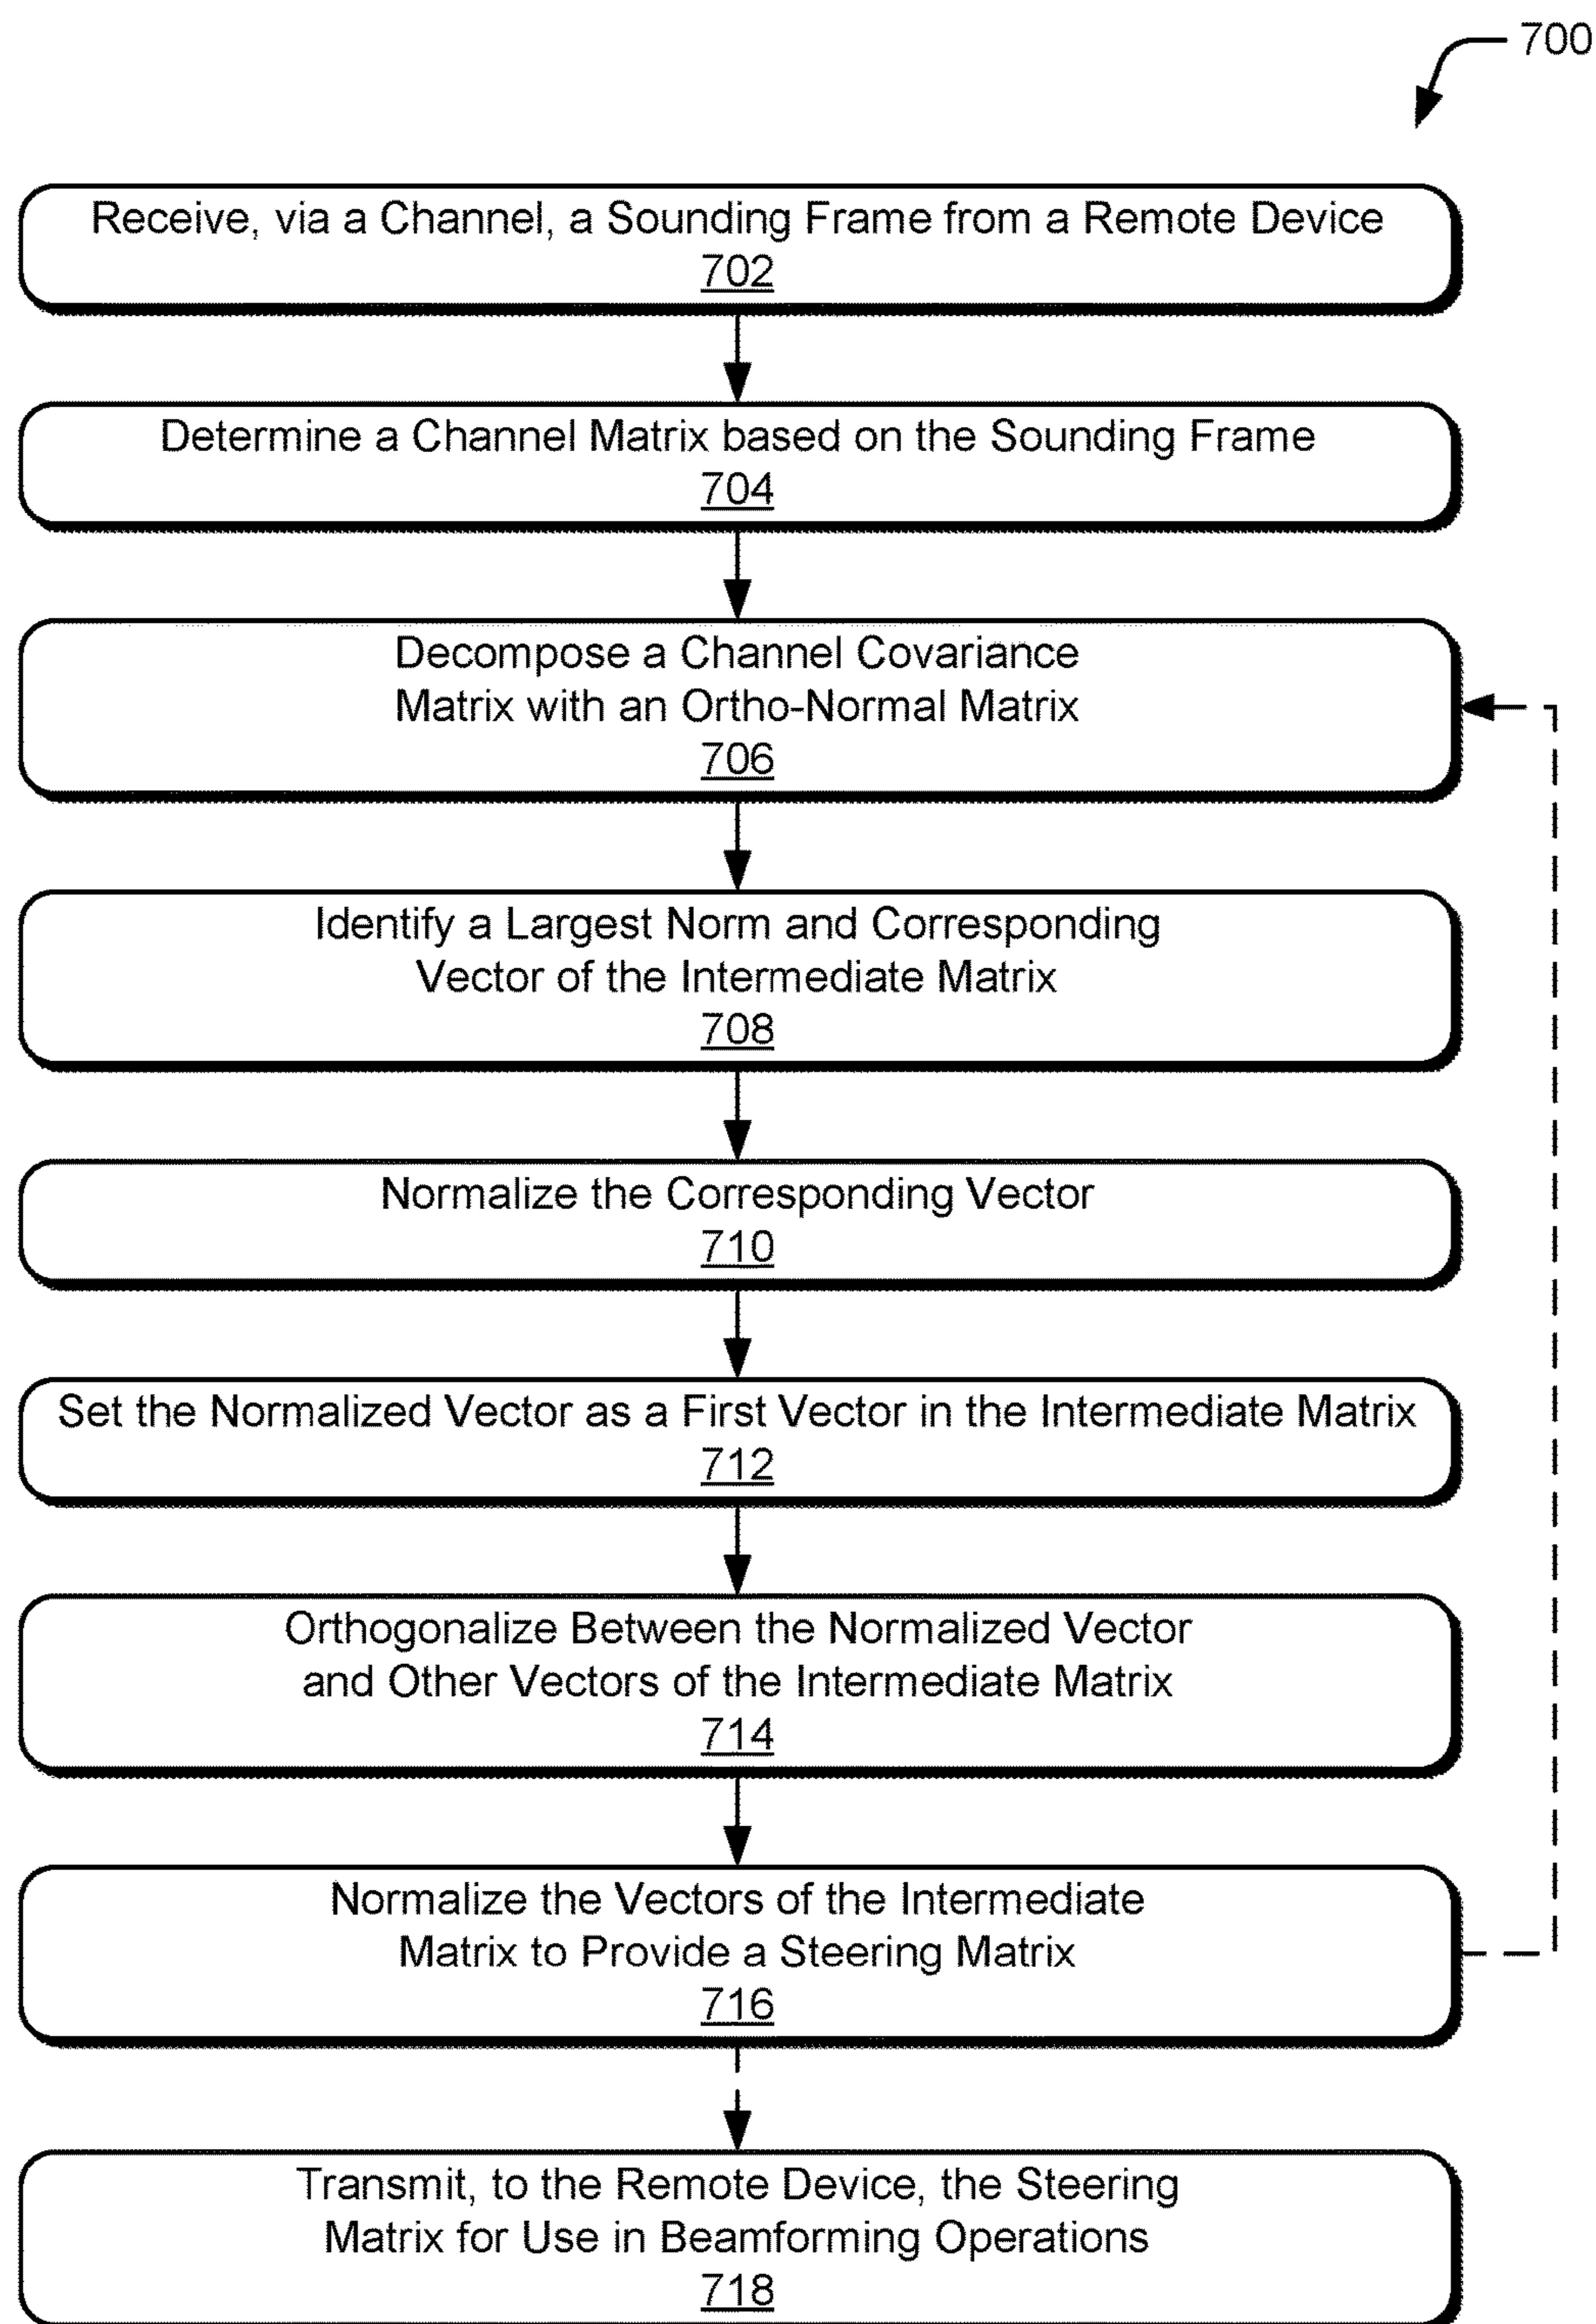 700
Receive, via a Channel, a Sounding Frame from a Remote Device
702
Determine a Channel Matrix based on the Sounding Frame
704
Decompose a Channel Covariance
Matrix with an Ortho-Normal Matrix
706
Identify a Largest Norm and Corresponding
Vector of the Intermediate Matrix
708
Normalize the Corresponding Vector
710
Set the Normalized Vector as a First Vector in the Intermediate Matrix
712
Orthogonalize Between the Normalized Vector
and Other Vectors of the Intermediate Matrix
714
Normalize the Vectors of the Intermediate
Matrix to Provide a Steering Matrix
716
Transmit, to the Remote Device, the Steering
Matrix for Use in Beamforming Operations
718